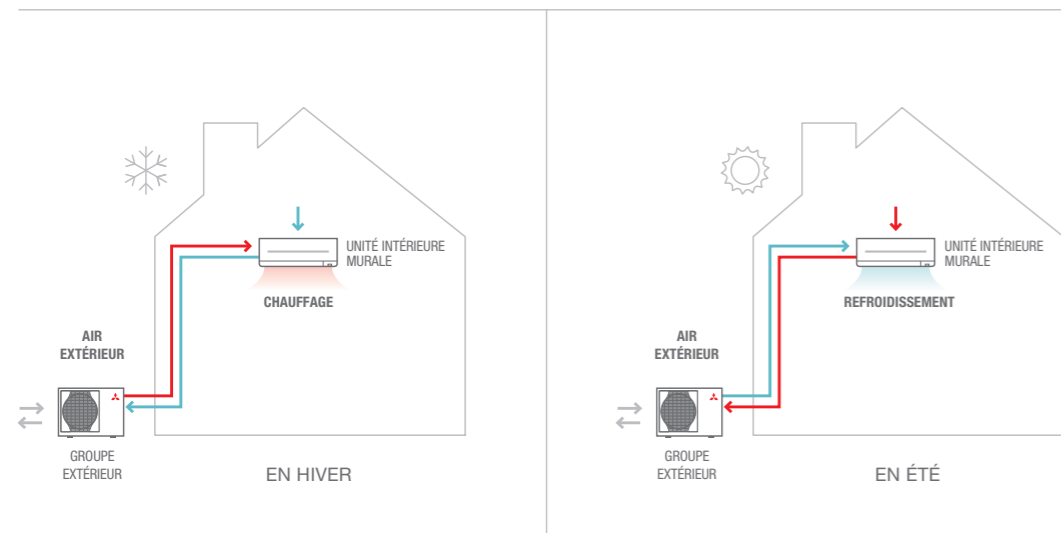 UNITÉ INTÉRIEURE
MURALE
CHAUFFAGE
AIR
EXTÉRIEUR
GROUPE
EXTÉRIEUR
EN HIVER
UNITÉ INTÉRIEURE
MURALE
REFROIDISSEMENT
AIR
EXTÉRIEUR
GROUPE
EXTÉRIEUR
EN ÉTÉ